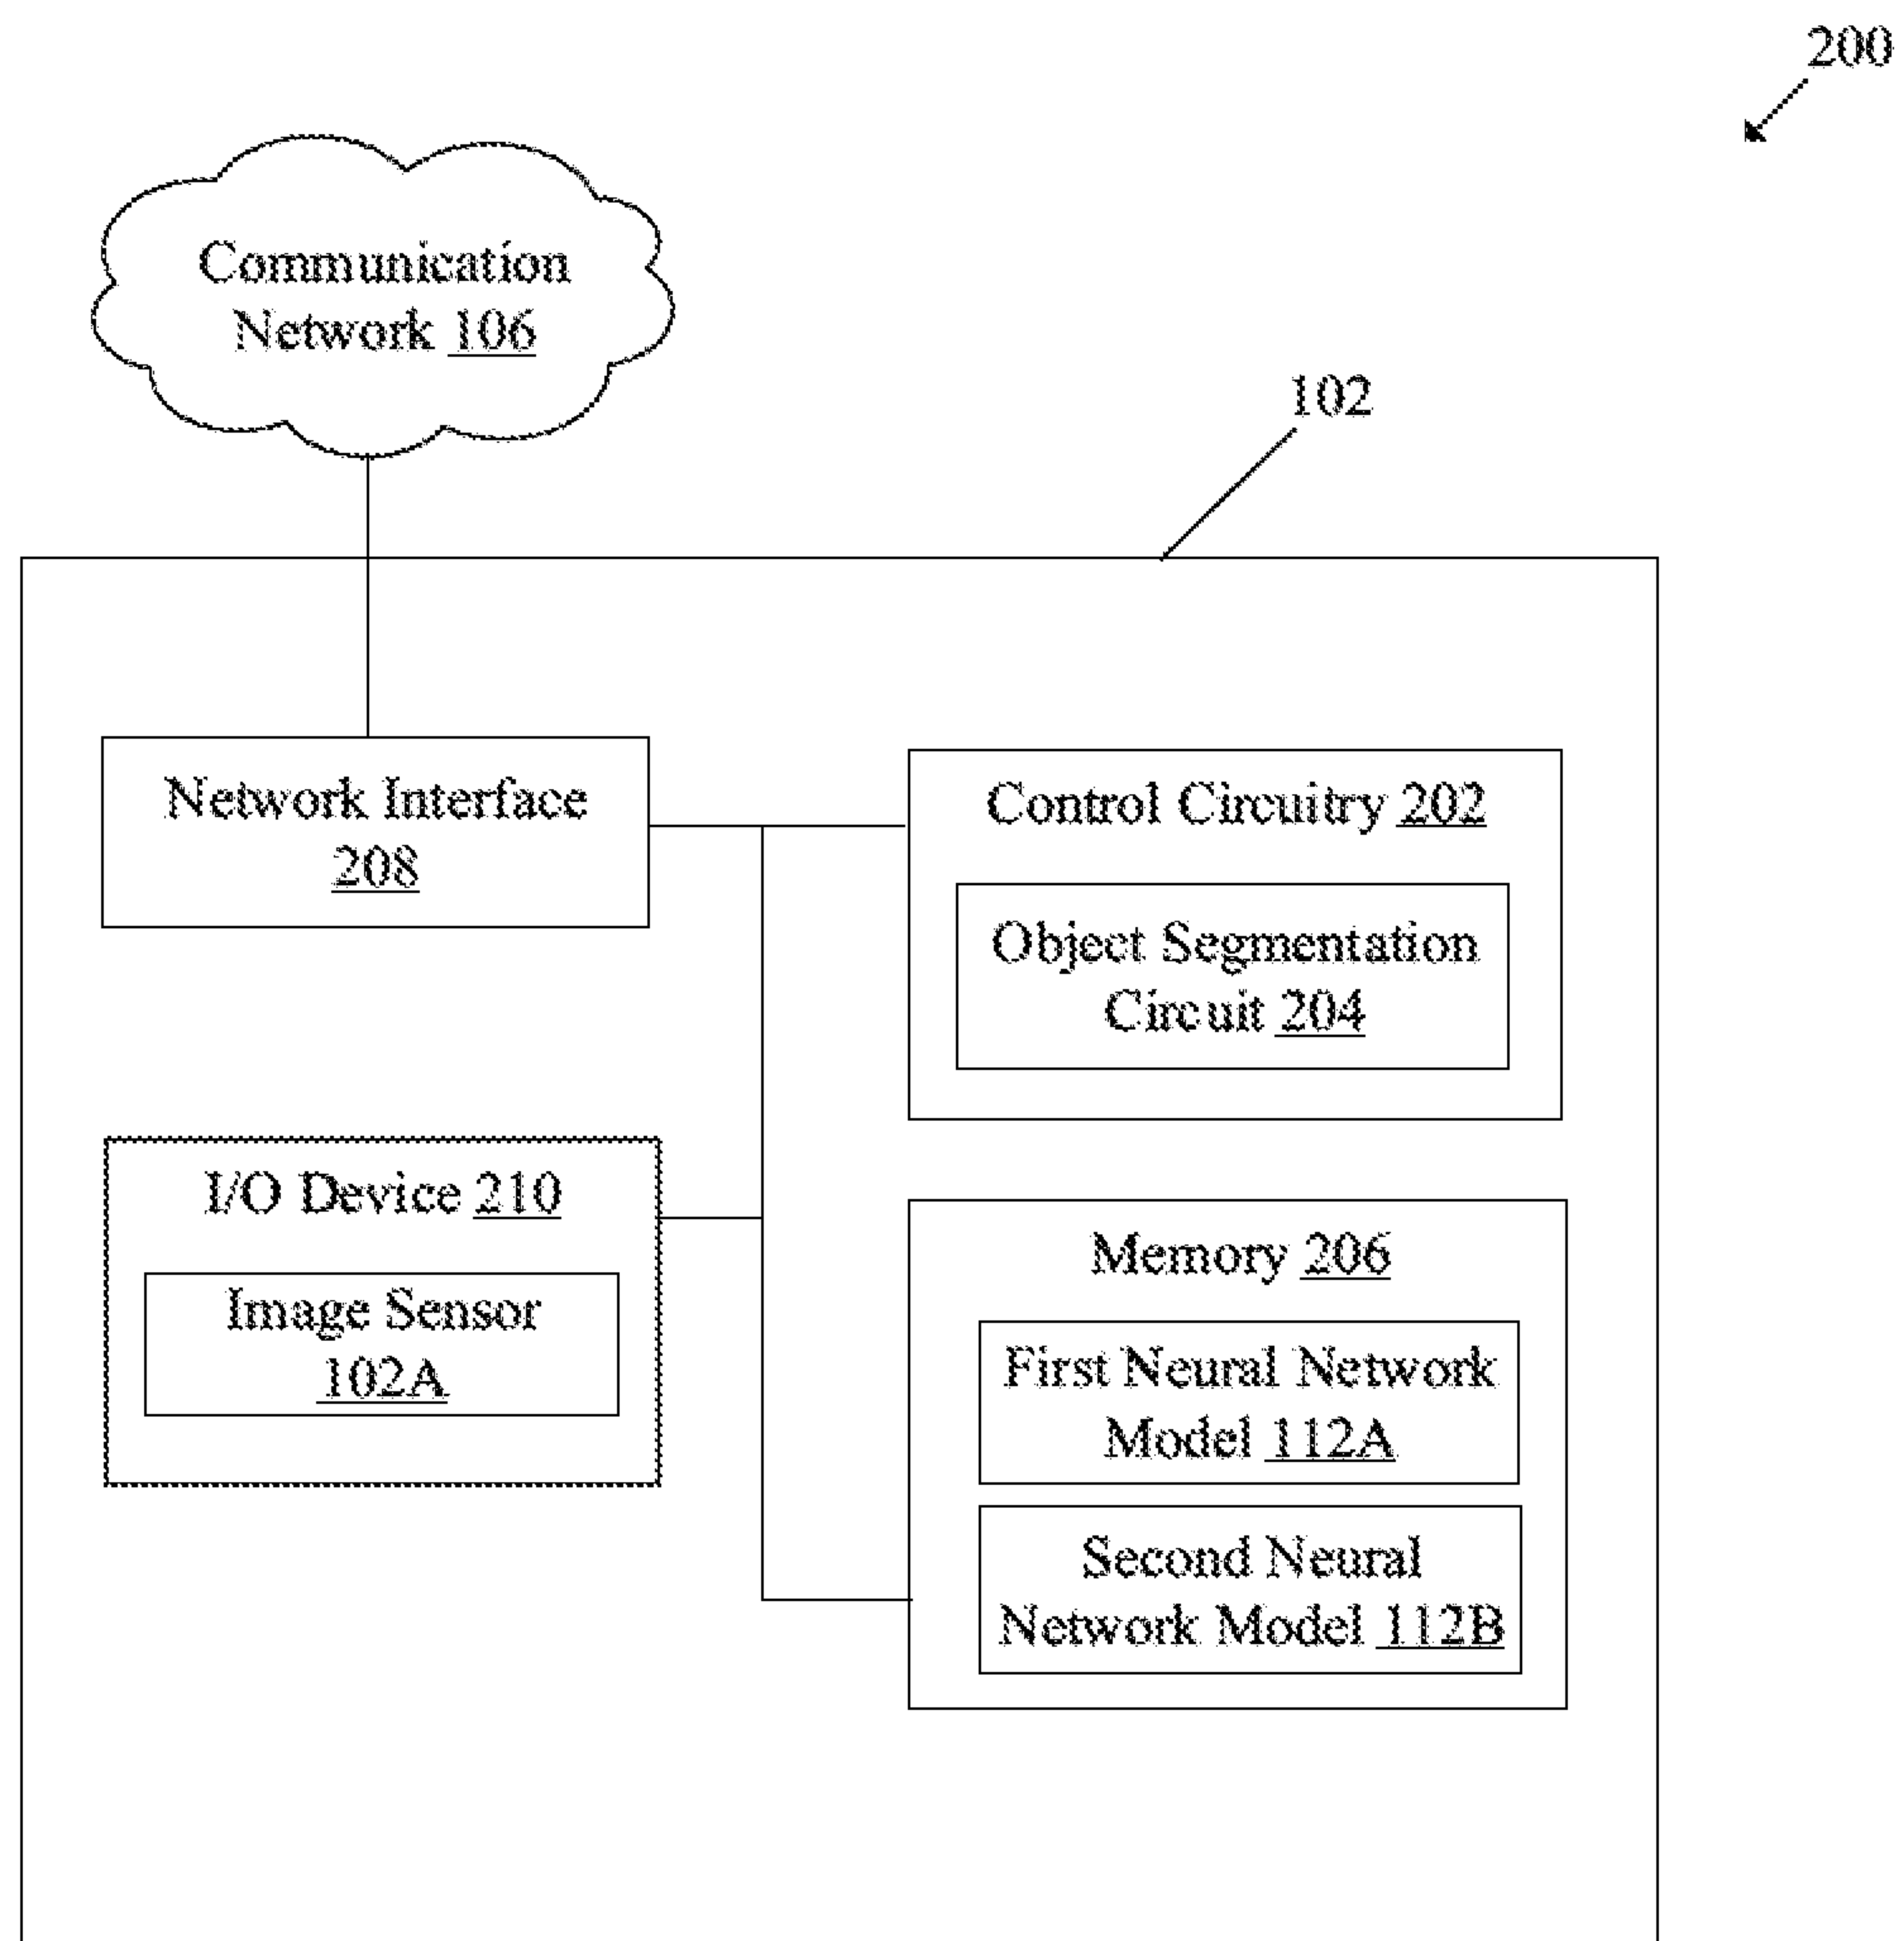 200
Communication
Network 106
102
Network Interface
208
Control Circuitry 202
Object Segmentation
Circuit 204
I/O Device 210
Image Sensor
102A
Memory 206
First Neural Network
Model 112A
Second Neural
Network Model 112B